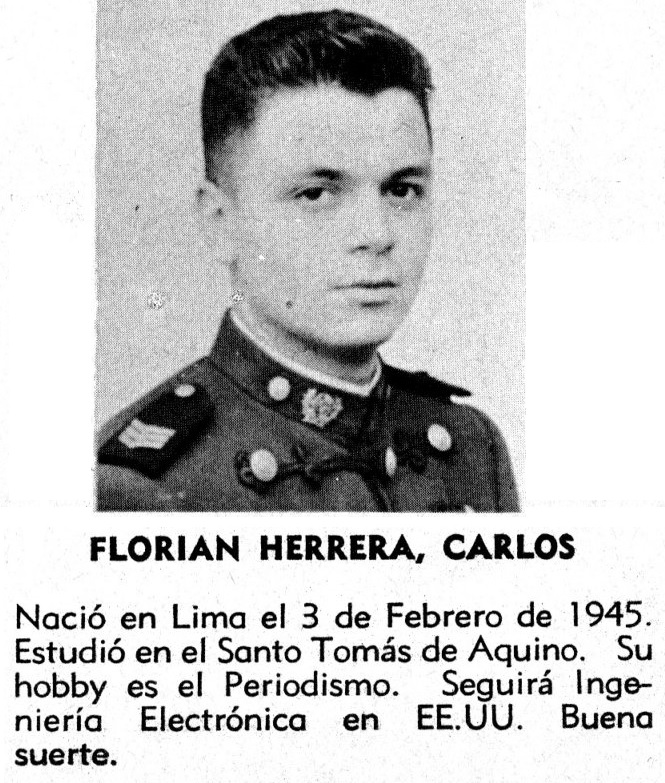 FLORIAN HERRERA, CARLOS
Nació en Lima el 3 de Febrero de 1945.
Estudió en el Santo Tomás de Aquino. Su
hobby es el Periodismo. Seguirá Inge-
niería Electrónica en EE.UU. Buena
suerte.